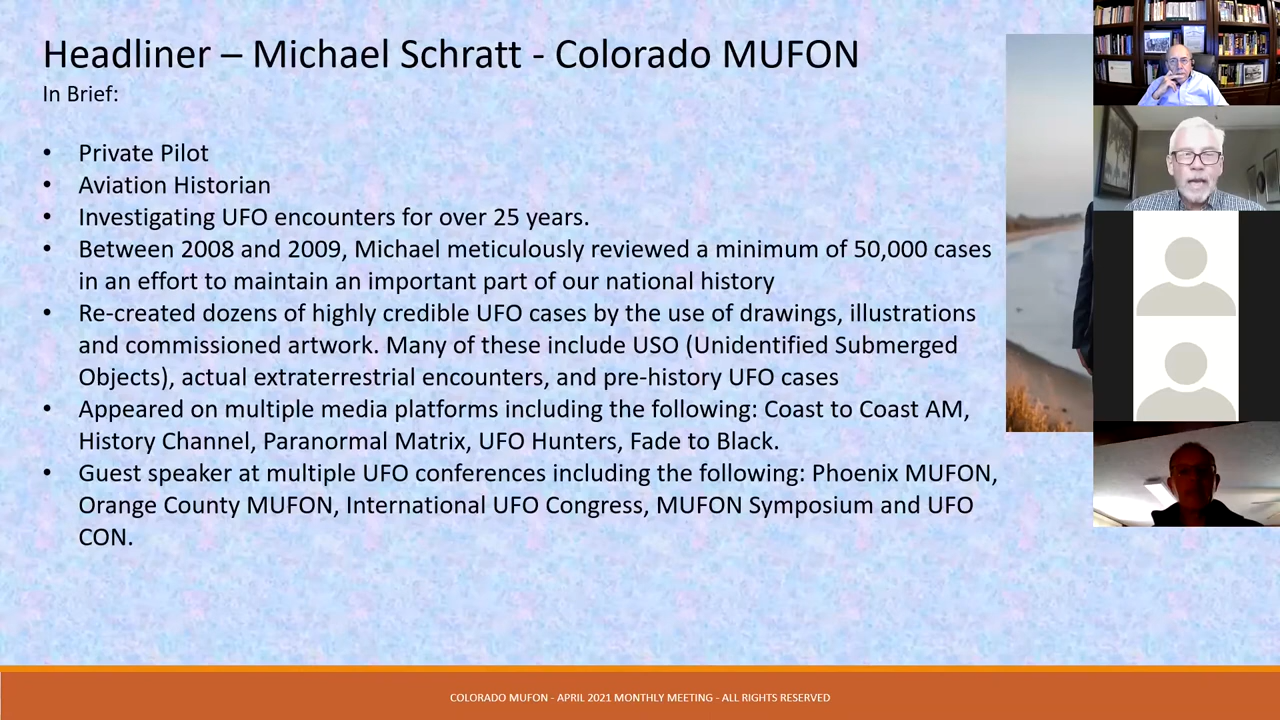 Headliner – Michael Schratt - Colorado MUFON
In Brief:
• Private Pilot
• Aviation Historian
• Investigating UFO encounters for over 25 years.
• Between 2008 and 2009, Michael meticulously reviewed a minimum of 50,000 cases
in an effort to maintain an important part of our national history
• Re-created dozens of highly credible UFO cases by the use of drawings, illustrations
and commissioned artwork. Many of these include USO (Unidentified Submerged
Objects), actual extraterrestrial encounters, and pre-history UFO cases
• Appeared on multiple media platforms including the following: Coast to Coast AM,
History Channel, Paranormal Matrix, UFO Hunters, Fade to Black.
• Guest speaker at multiple UFO conferences including the following: Phoenix MUFON,
Orange County MUFON, International UFO Congress, MUFON Symposium and UFO
CON.
COLORADO MUFON - APRIL 2021 MONTHLY MEETING - ALL RIGHTS RESERVED